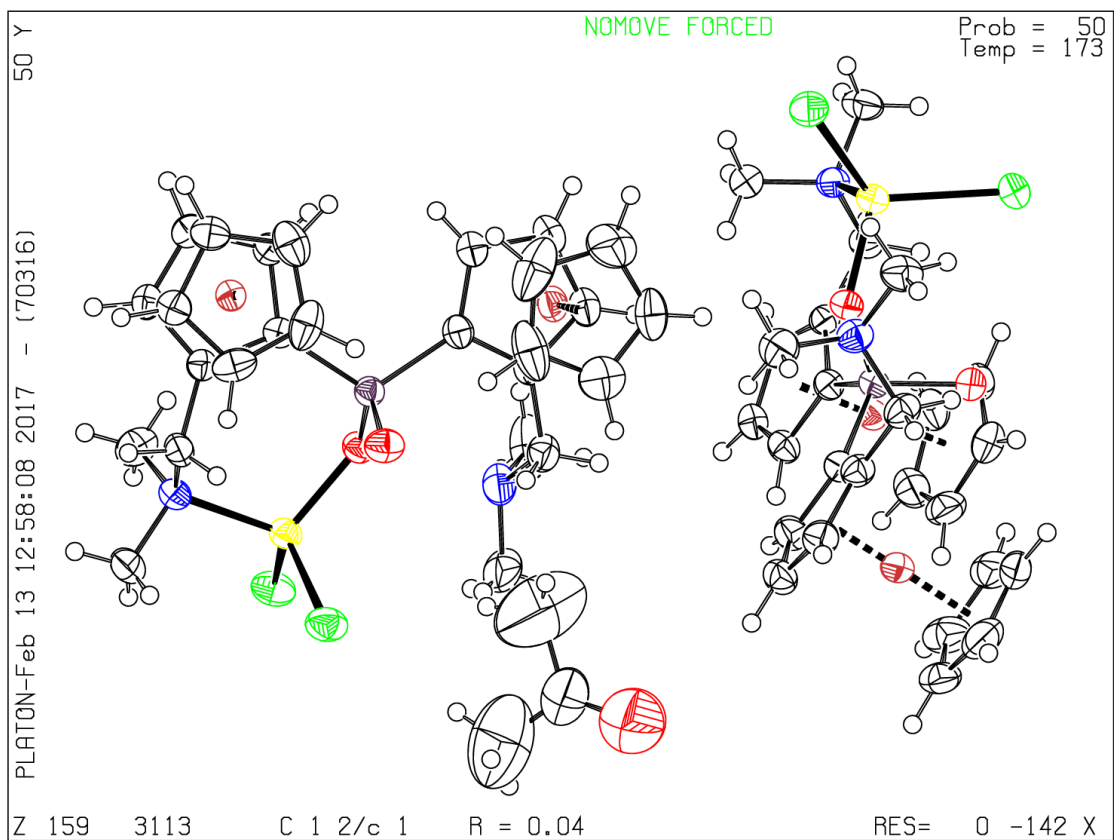 NOMOVE FORCED
Prob = 50
Temp = 173
PLATON-Feb 13 12:58:08 2017 - (70316) 50 Y
Z 159 3113 C 1 2/c 1 R = 0.04 RES= 0 -142 X